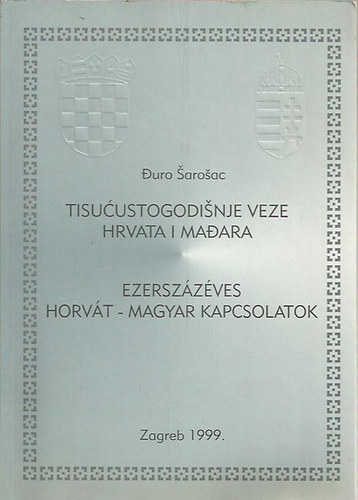 Đuro Šarošac
TISUĆUSTOGODIŠNJE VEZE
HRVATA I MAĐARA
EZERSZÁZÉVES
HORVÁT - MAGYAR KAPCSOLATOK
Zagreb 1999.